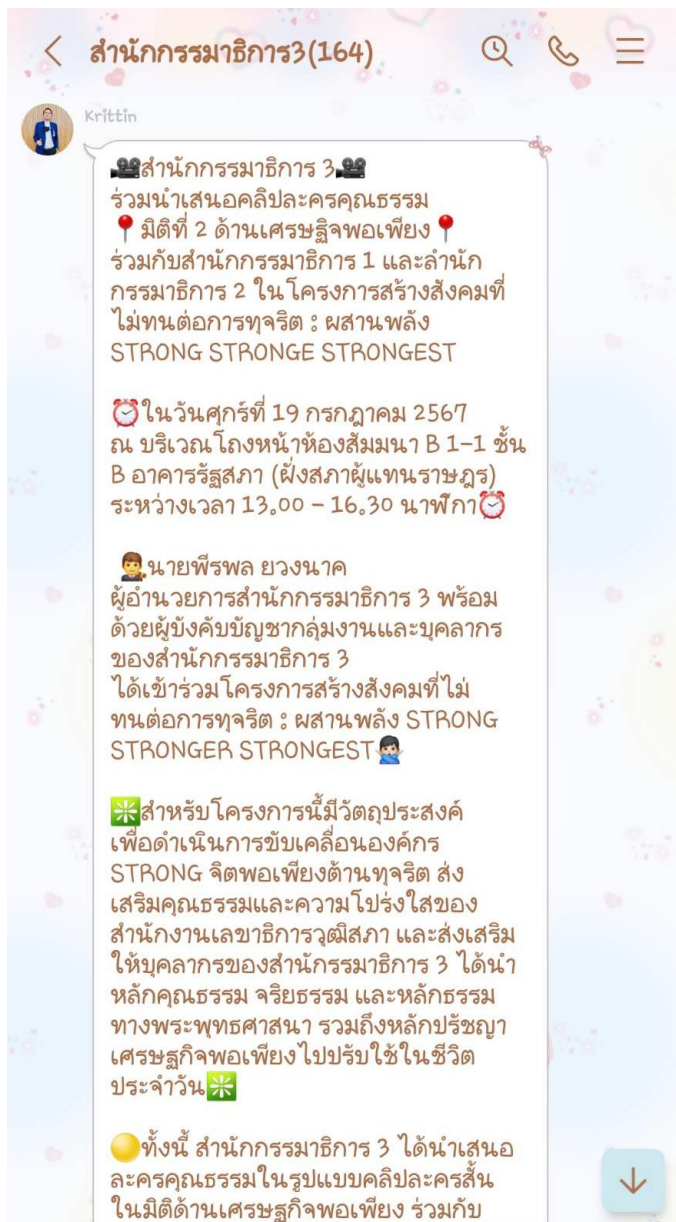 สำนักกรรมาธิการ3(164)
Krittin
🎥สำนักกรรมาธิการ 3🎥
ร่วมนำเสนอคลิปละครคุณธรรม
📍มิติที่ 2 ด้านเศรษฐิจพอเพียง📍
ร่วมกับสำนักกรรมาธิการ 1 และลำนัก
กรรมาธิการ 2 ในโครงการสร้างสังคมที่
ไม่ทนต่อการทุจริต : ผสานพลัง
STRONG STRONGE STRONGEST
⏰ในวันศุกร์ที่ 19 กรกฎาคม 2567
ณ บริเวณโถงหน้าห้องสัมมนา B 1-1 ชั้น
B อาคารรัฐสภา (ฝั่งสภาผู้แทนราษฎร)
ระหว่างเวลา 13.00 - 16.30 นาฬิกา⏰
👨‍🎤นายพีรพล ยวงนาค
ผู้อำนวยการสำนักกรรมาธิการ 3 พร้อม
ด้วยผู้บังคับบัญชากลุ่มงานและบุคลากร
ของสำนักกรรมาธิการ 3
ได้เข้าร่วมโครงการสร้างสังคมที่ไม่
ทนต่อการทุจริต : ผสานพลัง STRONG
STRONGER STRONGEST🙅🏻‍♂️
❇️สำหรับโครงการนี้มีวัตถุประสงค์
เพื่อดำเนินการขับเคลื่อนองค์กร
STRONG จิตพอเพียงต้านทุจริต ส่ง
เสริมคุณธรรมและความโปร่งใสของ
สำนักงานเลขาธิการวุฒิสภา และส่งเสริม
ให้บุคลากรของสำนักรรมาธิการ 3 ได้นำ
หลักคุณธรรม จริยธรรม และหลักธรรม
ทางพระพุทธศาสนา รวมถึงหลักปรัชญา
เศรษฐกิจพอเพียงไปปรับใช้ในชีวิต
ประจำวัน❇️
🟡ทั้งนี้ สำนักกรรมาธิการ 3 ได้นำเสนอ
ละครคุณธรรมในรูปแบบคลิปละครสั้น
ในมิติด้านเศรษฐกิจพอเพียง ร่วมกับ